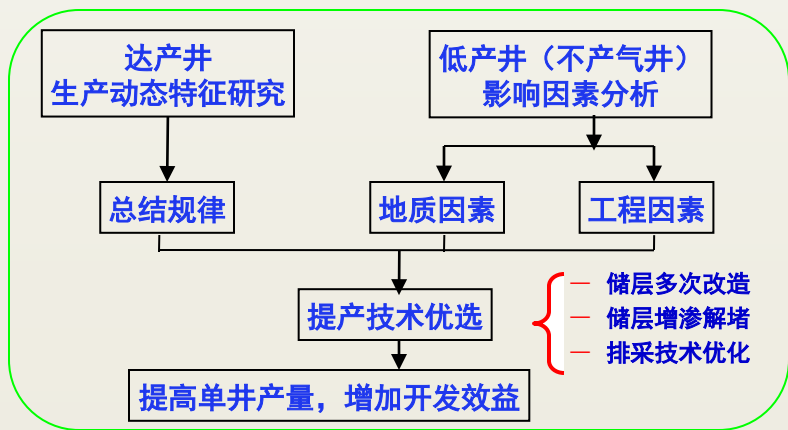 达产井
生产动态特征研究
低产井（不产气井）
影响因素分析
总结规律
地质因素
工程因素
提产技术优选
— 储层多次改造
— 储层增渗解堵
— 排采技术优化
提高单井产量，增加开发效益